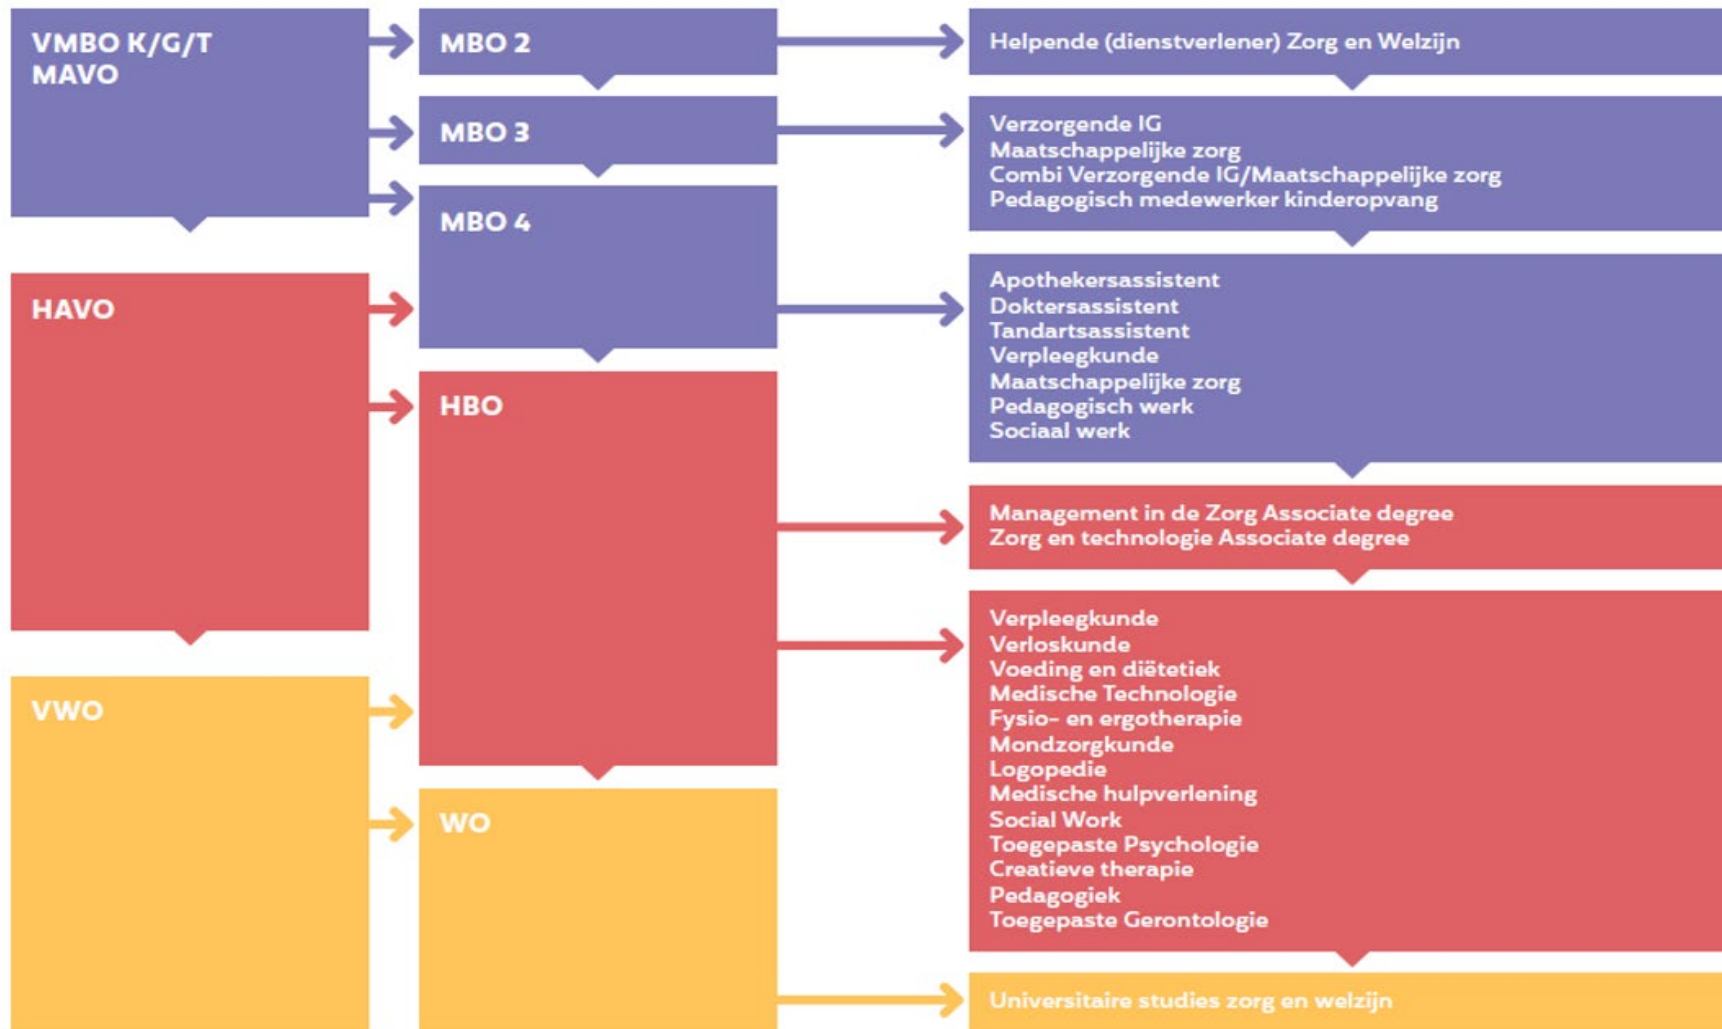 VMBO K/G/T
MAVO
MBO 2
Helpende (dienstverlener) Zorg en Welzijn
MBO 3
Verzorgende IG
Maatschappelijke zorg
Combi Verzorgende IG/Maatschappelijke zorg
Pedagogisch medewerker kinderopvang
MBO 4
Apothekersassistent
Doktersassistent
Tandartsassistent
Verpleegkunde
Maatschappelijke zorg
Pedagogisch werk
Sociaal werk
HAVO
HBO
Management in de Zorg Associate degree
Zorg en technologie Associate degree
Verpleegkunde
Verloskunde
Voeding en diëtetiek
Medische Technologie
Fysio- en ergotherapie
Mondzorgkunde
Logopedie
Medische hulpverlening
Social Work
Toegepaste Psychologie
Creatieve therapie
Pedagogiek
Toegepaste Gerontologie
VWO
WO
Universitaire studies zorg en welzijn